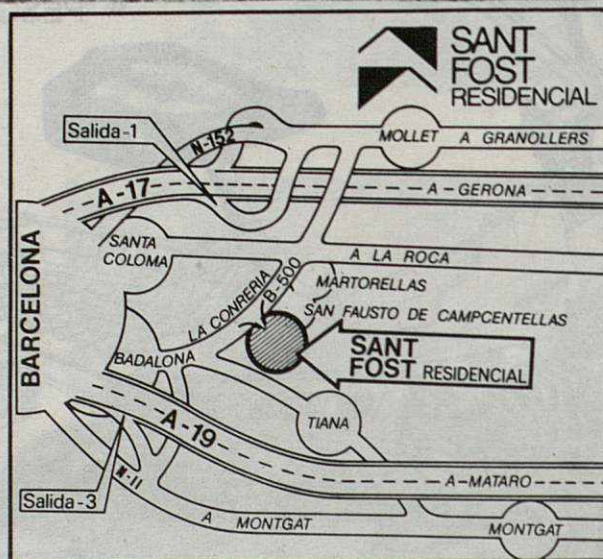 SANT
FOST
RESIDENCIAL
Salida-1
N-152
MOLLET
A GRANOLLERS
A-17
A-GERONA
SANTA
COLOMA
A LA ROCA
BARCELONA
LA CONRERIA
B-500
MARTORELLAS
SAN FAUSTO DE CAMPCENTELLAS
BADALONA
SANT
FOST RESIDENCIAL
TIANA
A-19
A-MATARO
Salida-3
N-11
A MONTGAT
MONTGAT